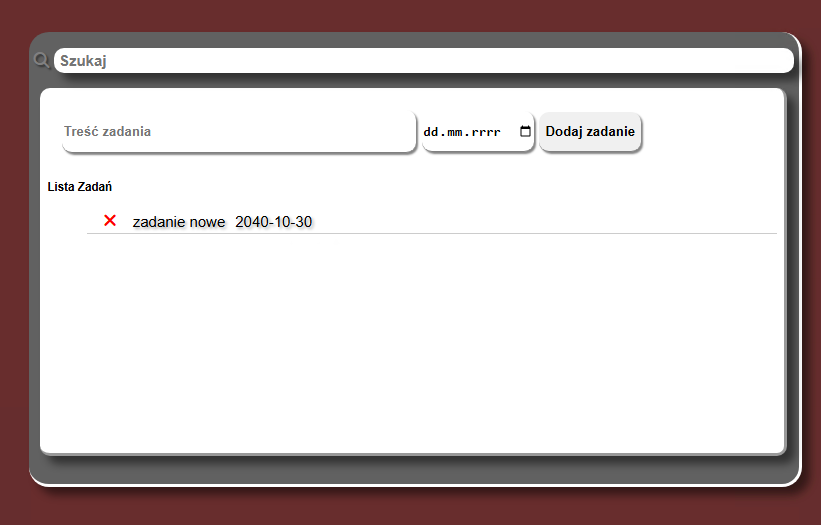 Szukaj
Treść zadania dd.mm.rrrr Dodaj zadanie
Lista Zadań
zadanie nowe 2040-10-30